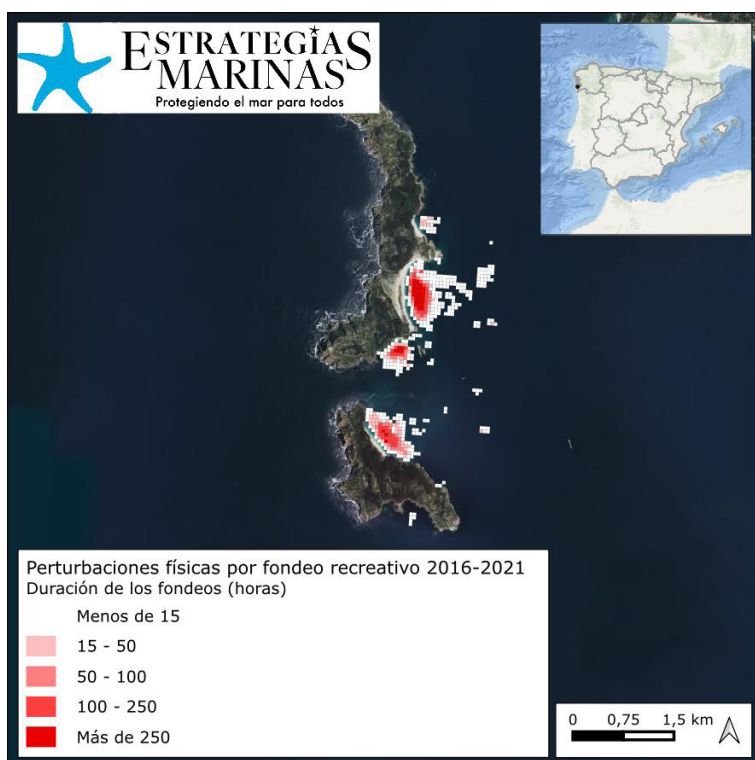 ESTRATEGIAS
MARINAS
Protegiendo el mar para todos
Perturbaciones físicas por fondeo recreativo 2016-2021
Duración de los fondeos (horas)
Menos de 15
15 - 50
50 - 100
100 - 250
Más de 250
0 0,75 1,5 km